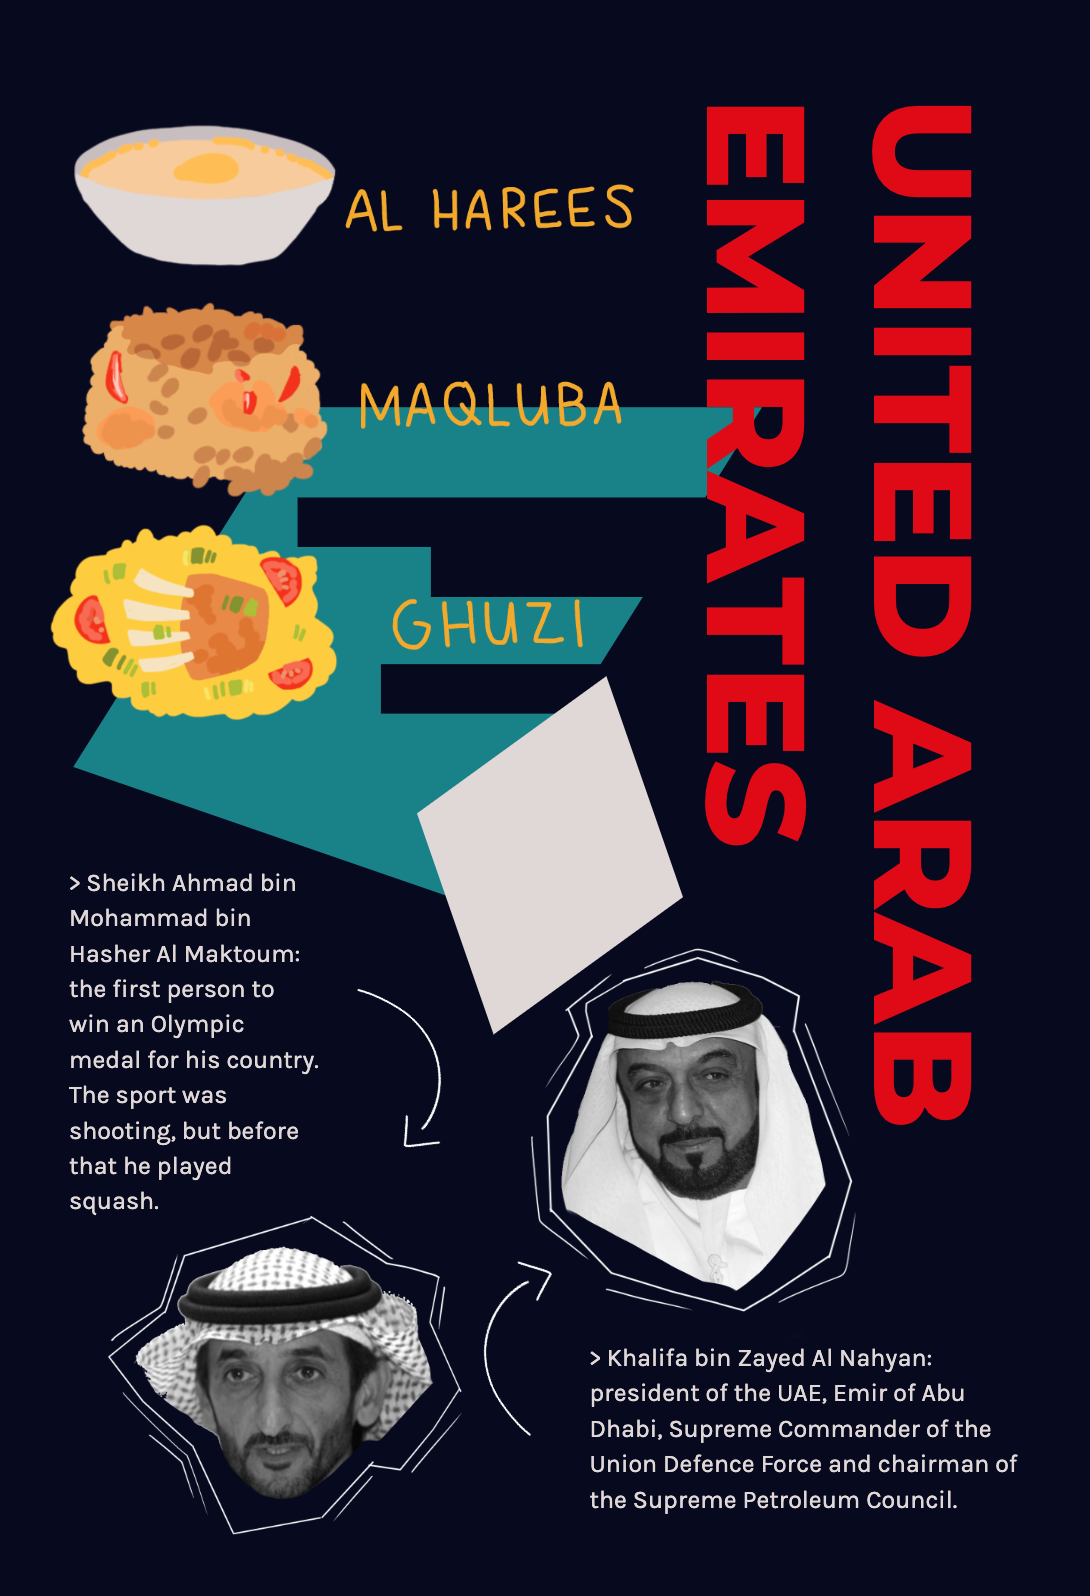 UNITED ARAB
EMIRATES
AL HAREES
MAQLUBA
GHUZI
> Sheikh Ahmad bin
Mohammad bin
Hasher Al Maktoum:
the first person to
win an Olympic
medal for his country.
The sport was
shooting, but before
that he played
squash.
> Khalifa bin Zayed Al Nahyan:
president of the UAE, Emir of Abu
Dhabi, Supreme Commander of the
Union Defence Force and chairman of
the Supreme Petroleum Council.